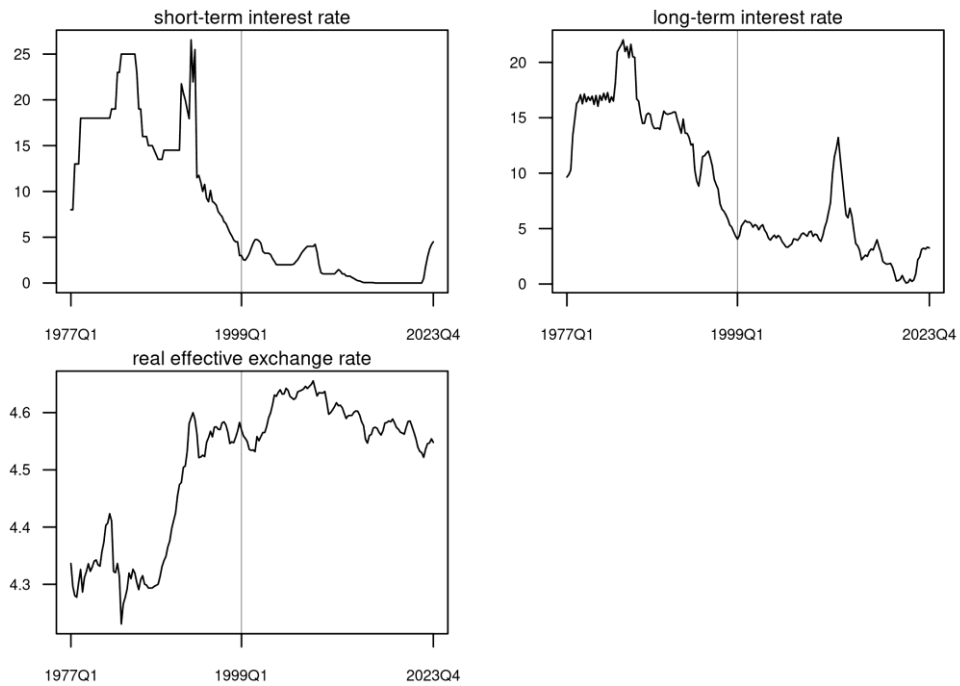 short-term interest rate
25
20
15
10
5
0
1977Q1 1999Q1 2023Q4
long-term interest rate
20
15
10
5
0
1977Q1 1999Q1 2023Q4
real effective exchange rate
4.6
4.5
4.4
4.3
1977Q1 1999Q1 2023Q4